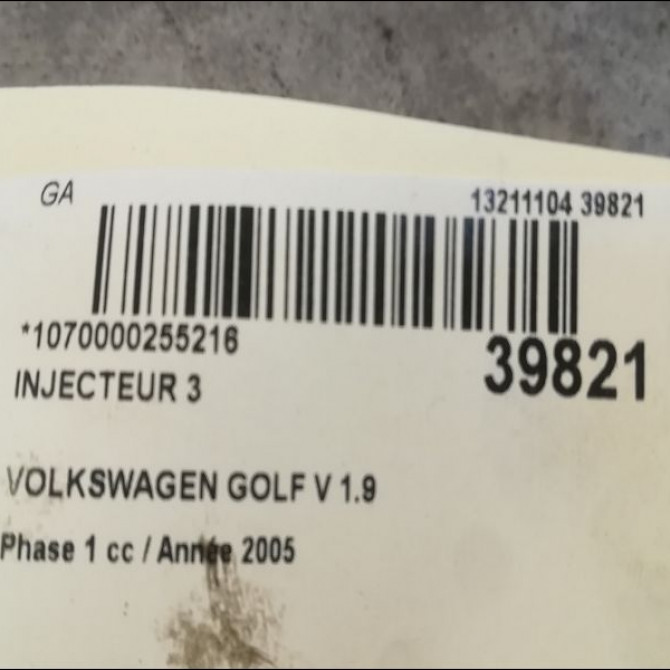 GA
13211104 39821
*1070000255216
39821
INJECTEUR 3
VOLKSWAGEN GOLF V 1.9
Phase 1 cc / Année 2005